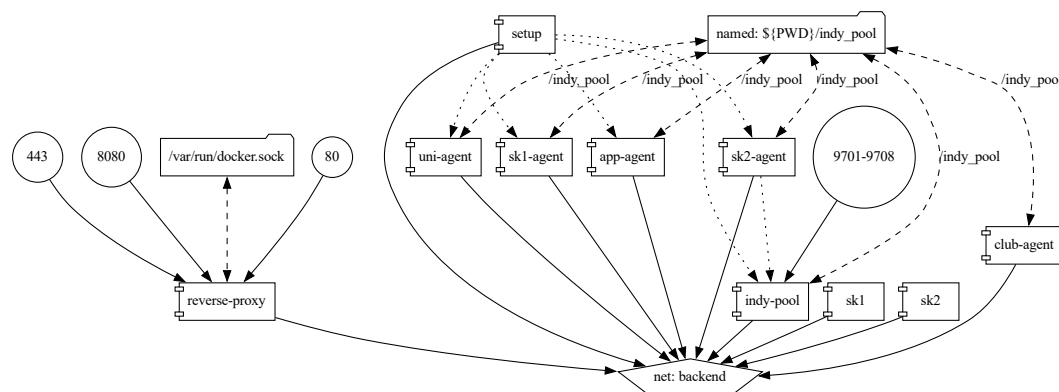 setup
named: ${PWD}/indy_pool
/indy_pool
/indy_pool
/indy_pool
/indy_pool
/indy_pool
443
8080
/var/run/docker.sock
80
uni-agent
sk1-agent
app-agent
sk2-agent
9701-9708
/indy_pool
club-agent
reverse-proxy
indy-pool
sk1
sk2
net: backend